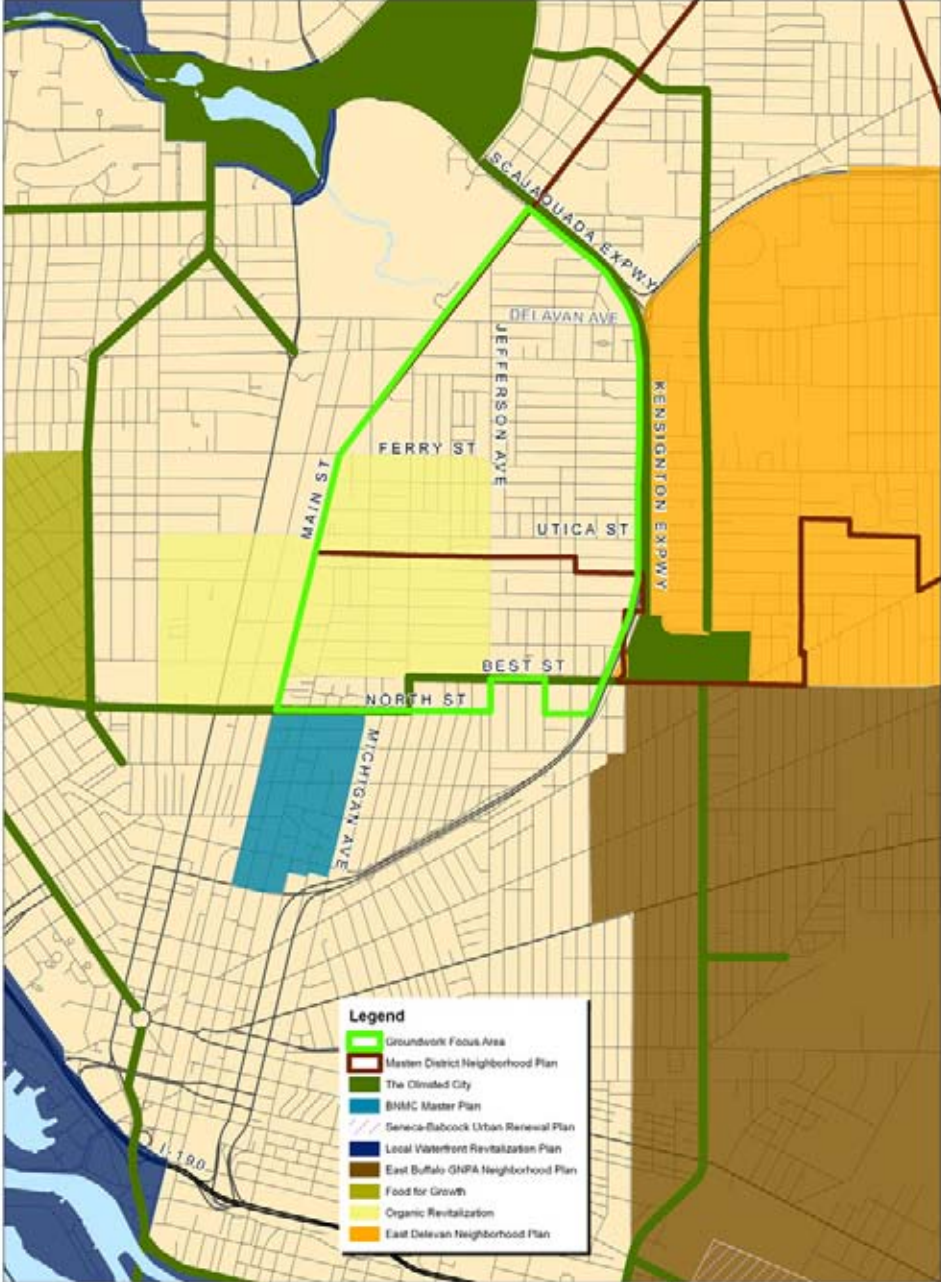 SCAJAQUADA EXPWY
DELAVAN AVE
JEFFERSON AVE
KENSIGNTON EXPWY
FERRY ST
MAIN ST
UTICA ST
BEST ST
NORTH ST
MICHIGAN AVE
I-190
Legend
Groundwork Focus Area
Masten District Neighborhood Plan
The Olmsted City
BNMC Master Plan
Seneca-Babcock Urban Renewal Plan
Local Waterfront Revitalization Plan
East Buffalo GNPA Neighborhood Plan
Food for Growth
Organic Revitalization
East Delevan Neighborhood Plan